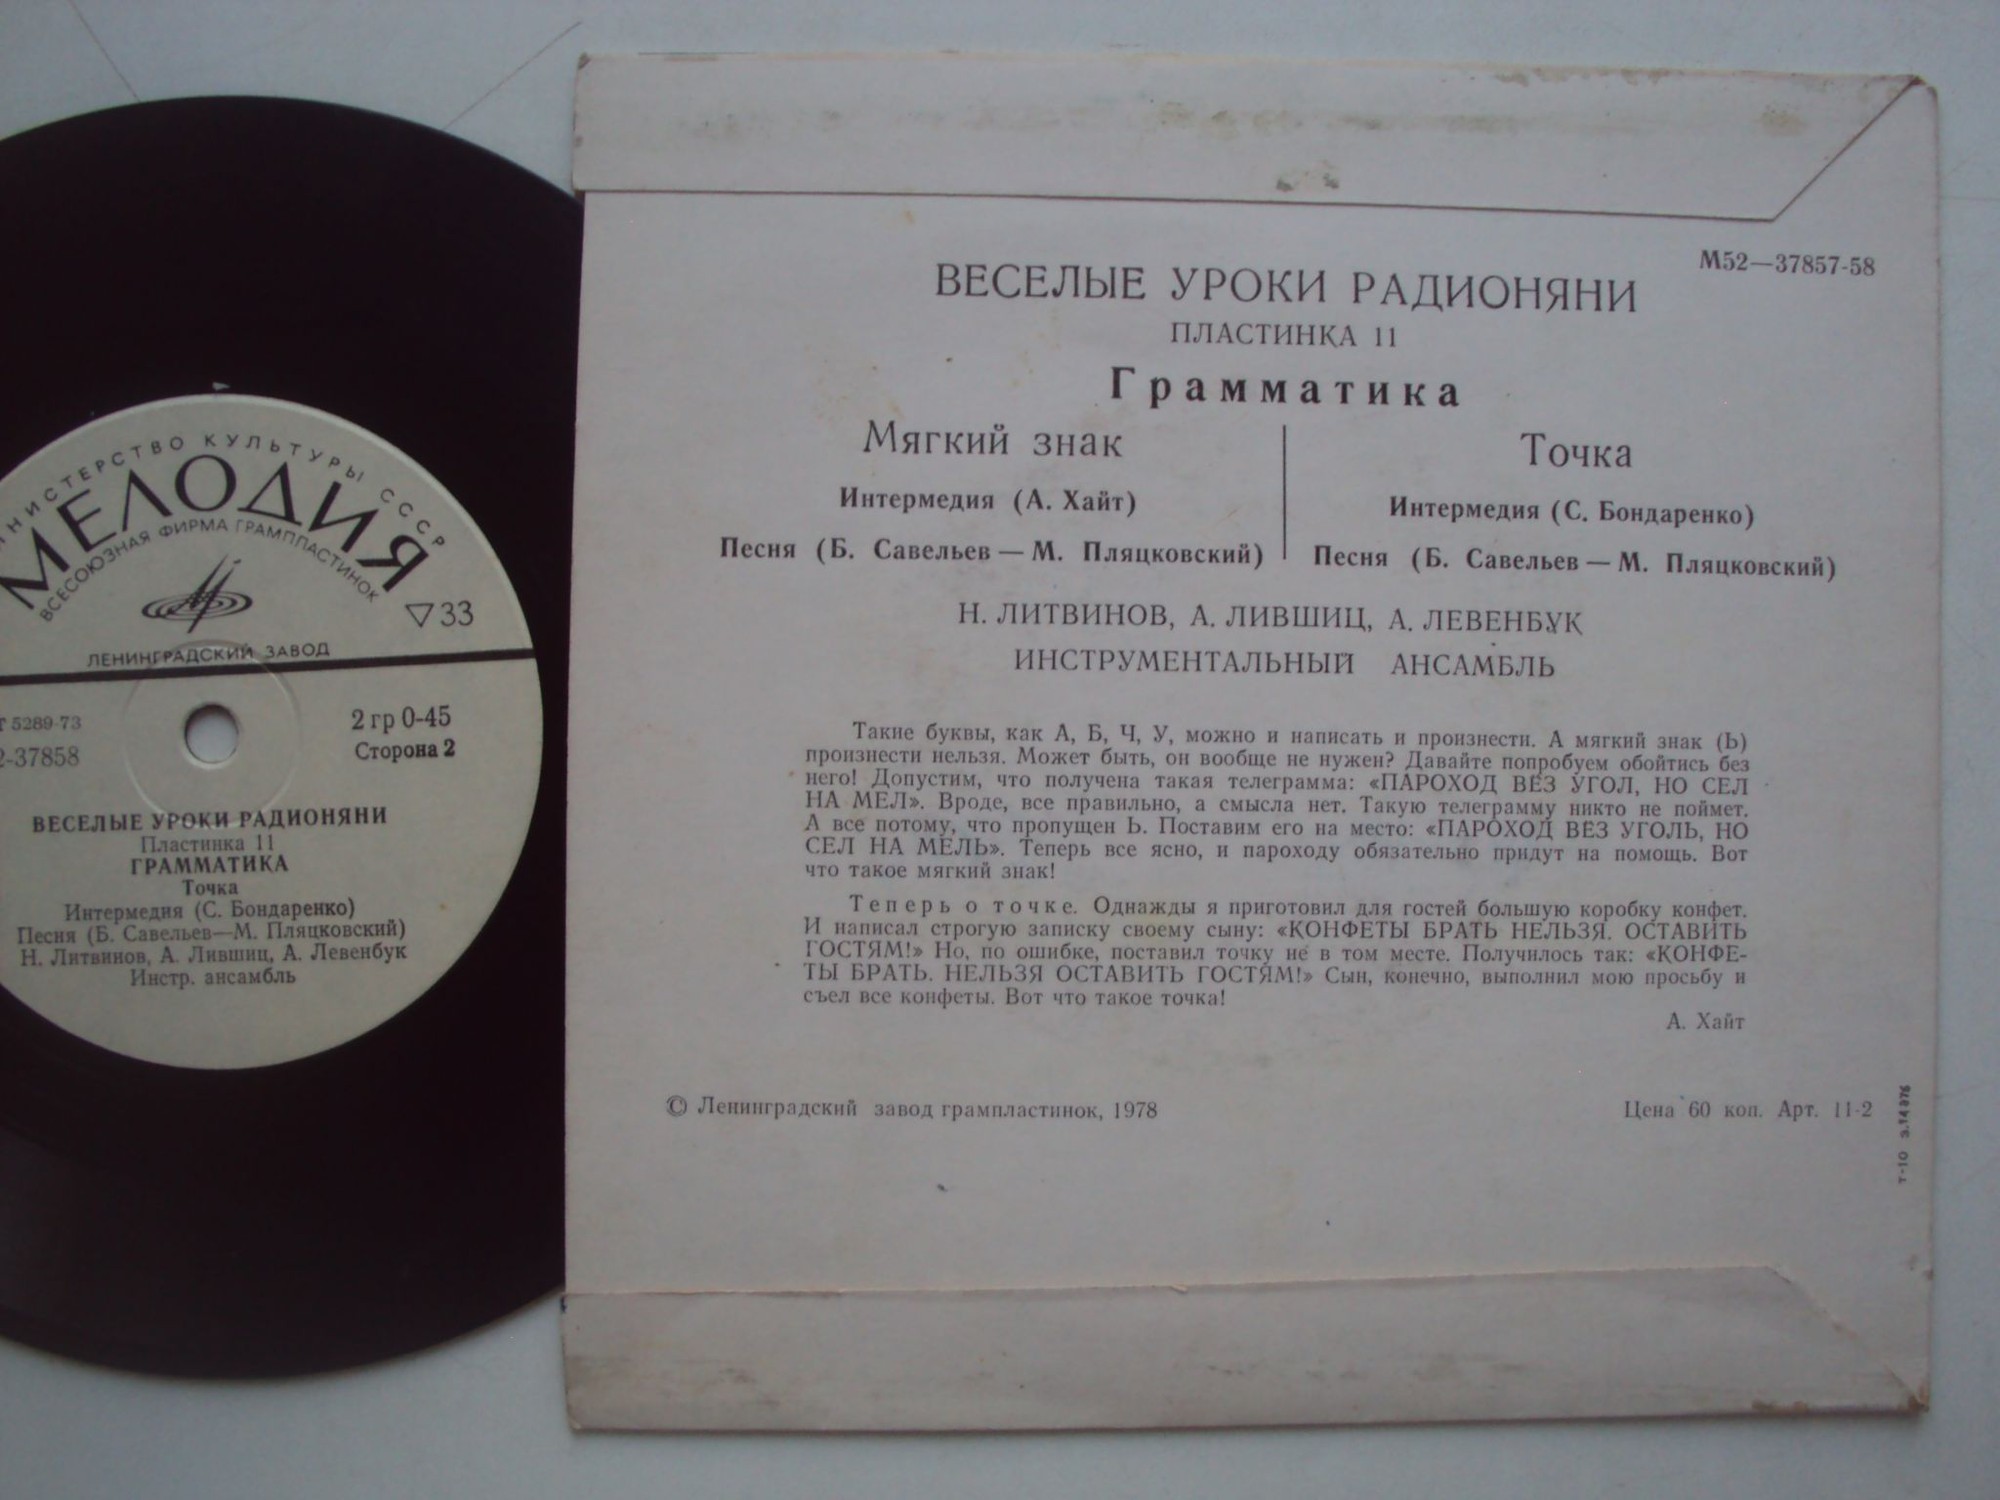 МИНИСТЕРСТВО КУЛЬТУРЫ СССР
МЕЛОДИЯ
ВСЕСОЮЗНАЯ ФИРМА ГРАМПЛАСТИНОК
▽33
ЛЕНИНГРАДСКИЙ ЗАВОД
5289-73
2 гр 0-45
2-37858
Сторона 2
ВЕСЕЛЫЕ УРОКИ РАДИОНЯНИ
Пластинка 11
ГРАММАТИКА
Точка
Интермедия (С. Бондаренко)
Песня (Б. Савельев—М. Пляцковский)
Н. Литвинов, А. Лившиц, А. Левенбук
Инстр. ансамбль
М52—37857-58
ВЕСЕЛЫЕ УРОКИ РАДИОНЯНИ
ПЛАСТИНКА 11
Грамматика
Мягкий знак
Интермедия (А. Хайт)
Песня (Б. Савельев — М. Пляцковский)
Точка
Интермедия (С. Бондаренко)
Песня (Б. Савельев — М. Пляцковский)
Н. ЛИТВИНОВ, А. ЛИВШИЦ, А. ЛЕВЕНБУК
ИНСТРУМЕНТАЛЬНЫЙ АНСАМБЛЬ
Такие буквы, как А, Б, Ч, У, можно и написать и произнести. А мягкий знак (Ь)
произнести нельзя. Может быть, он вообще не нужен? Давайте попробуем обойтись без
него! Допустим, что получена такая телеграмма: «ПАРОХОД ВЕЗ УГОЛ, НО СЕЛ
НА МЕЛ». Вроде, все правильно, а смысла нет. Такую телеграмму никто не поймет.
А все потому, что пропущен Ь. Поставим его на место: «ПАРОХОД ВЕЗ УГОЛЬ, НО
СЕЛ НА МЕЛЬ». Теперь все ясно, и пароходу обязательно придут на помощь. Вот
что такое мягкий знак!
Теперь о точке. Однажды я приготовил для гостей большую коробку конфет.
И написал строгую записку своему сыну: «КОНФЕТЫ БРАТЬ НЕЛЬЗЯ. ОСТАВИТЬ
ГОСТЯМ!» Но, по ошибке, поставил точку не в том месте. Получилось так: «КОНФЕ-
ТЫ БРАТЬ. НЕЛЬЗЯ ОСТАВИТЬ ГОСТЯМ!» Сын, конечно, выполнил мою просьбу и
съел все конфеты. Вот что такое точка!
А. Хайт
© Ленинградский завод грампластинок, 1978
Цена 60 коп. Арт. 11-2
Т-10